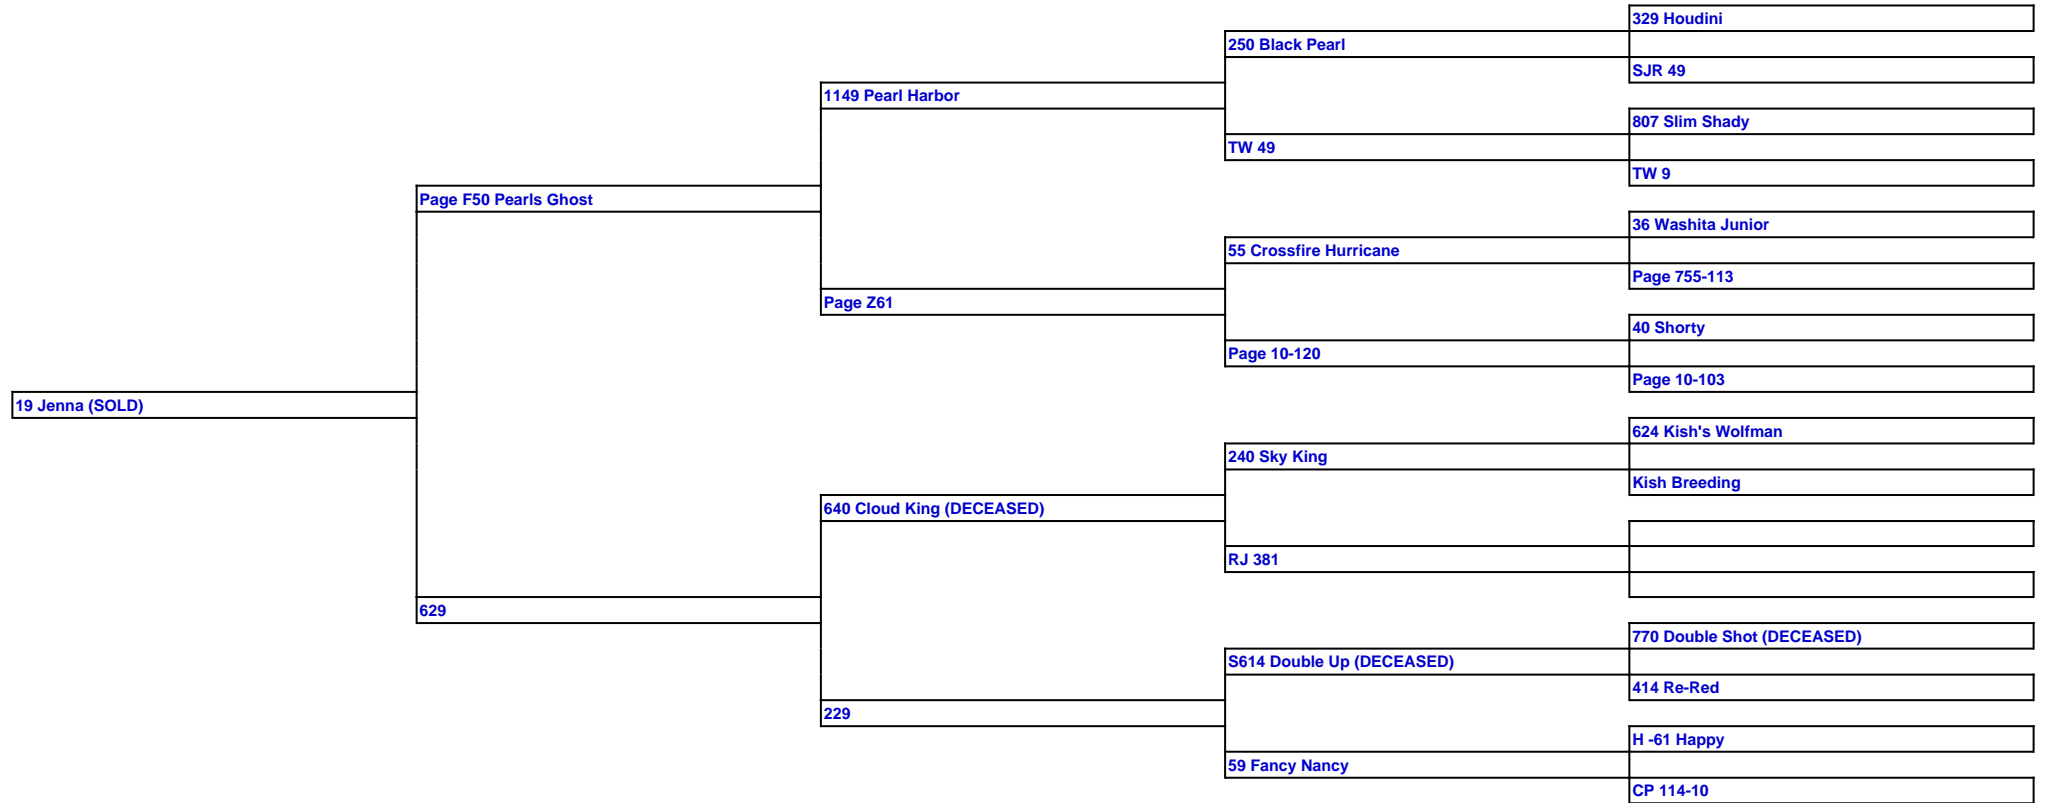 329 Houdini
250 Black Pearl
SJR 49
1149 Pearl Harbor
807 Slim Shady
TW 49
TW 9
Page F50 Pearls Ghost
36 Washita Junior
55 Crossfire Hurricane
Page 755-113
Page Z61
40 Shorty
Page 10-120
Page 10-103
19 Jenna (SOLD)
624 Kish's Wolfman
240 Sky King
Kish Breeding
640 Cloud King (DECEASED)
RJ 381
629
770 Double Shot (DECEASED)
S614 Double Up (DECEASED)
414 Re-Red
229
H -61 Happy
59 Fancy Nancy
CP 114-10